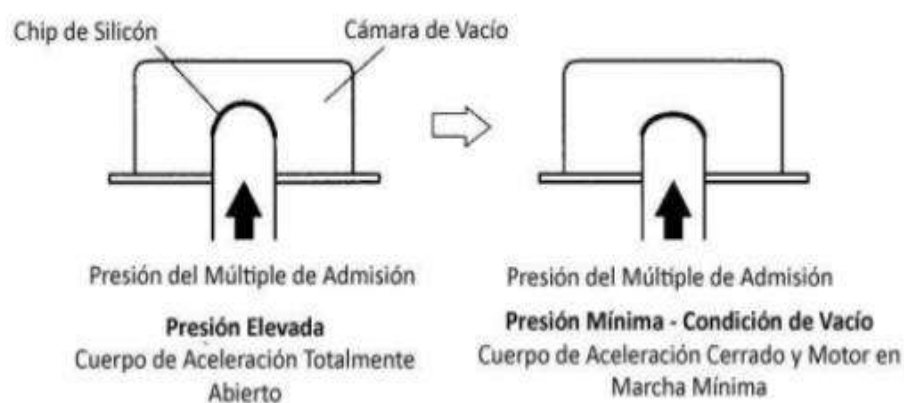 Chip de Silicón
Cámara de Vacío
Presión del Múltiple de Admisión
Presión Elevada
Cuerpo de Aceleración Totalmente
Abierto
Presión del Múltiple de Admisión
Presión Mínima - Condición de Vacío
Cuerpo de Aceleración Cerrado y Motor en
Marcha Mínima